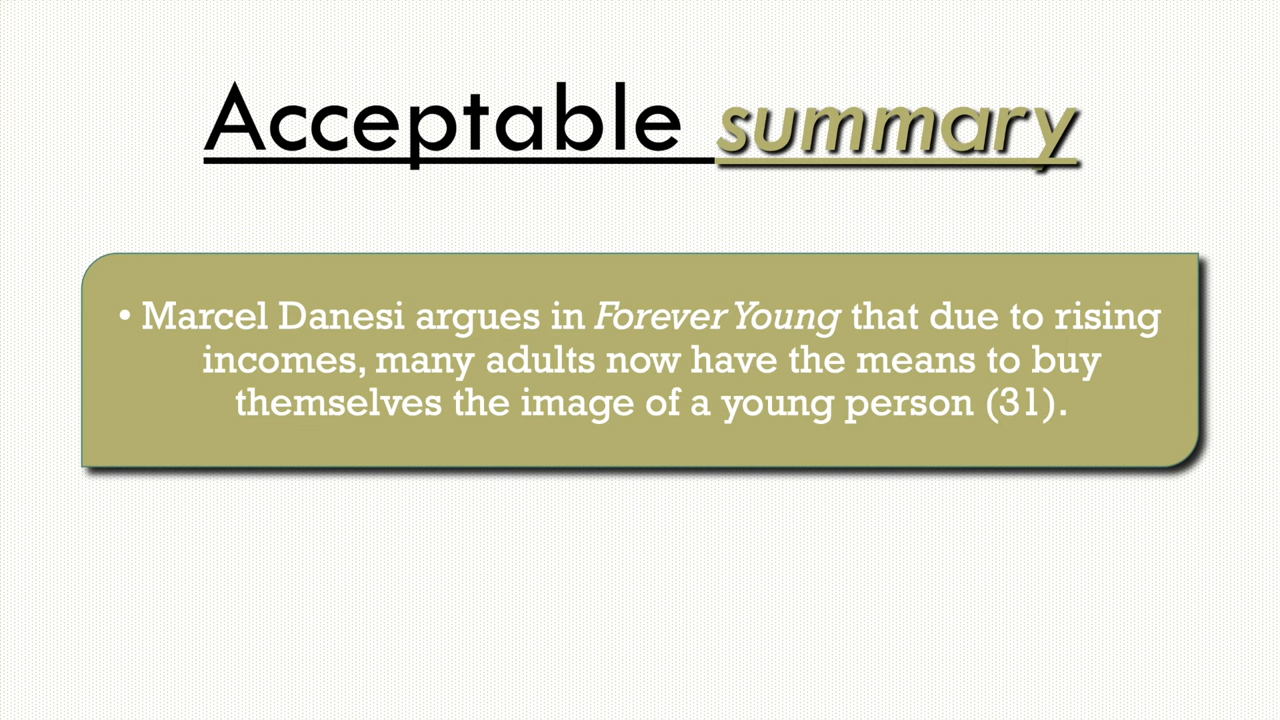 Acceptable summary
• Marcel Danesi argues in Forever Young that due to rising
incomes, many adults now have the means to buy
themselves the image of a young person (31).